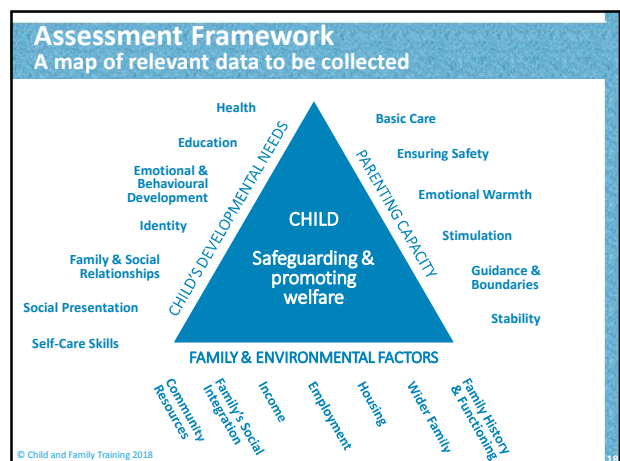 Assessment Framework
A map of relevant data to be collected
Health
Education
Emotional &
Behavioural
Development
Identity
Family & Social
Relationships
Social Presentation
Self-Care Skills
CHILD'S DEVELOPMENTAL NEEDS
CHILD
Safeguarding &
promoting
welfare
PARENTING CAPACITY
Basic Care
Ensuring Safety
Emotional Warmth
Stimulation
Guidance &
Boundaries
Stability
FAMILY & ENVIRONMENTAL FACTORS
Community
Resources
Family's Social
Integration
Income
Employment
Housing
Wider Family
Family History
& Functioning
© Child and Family Training 2018
18